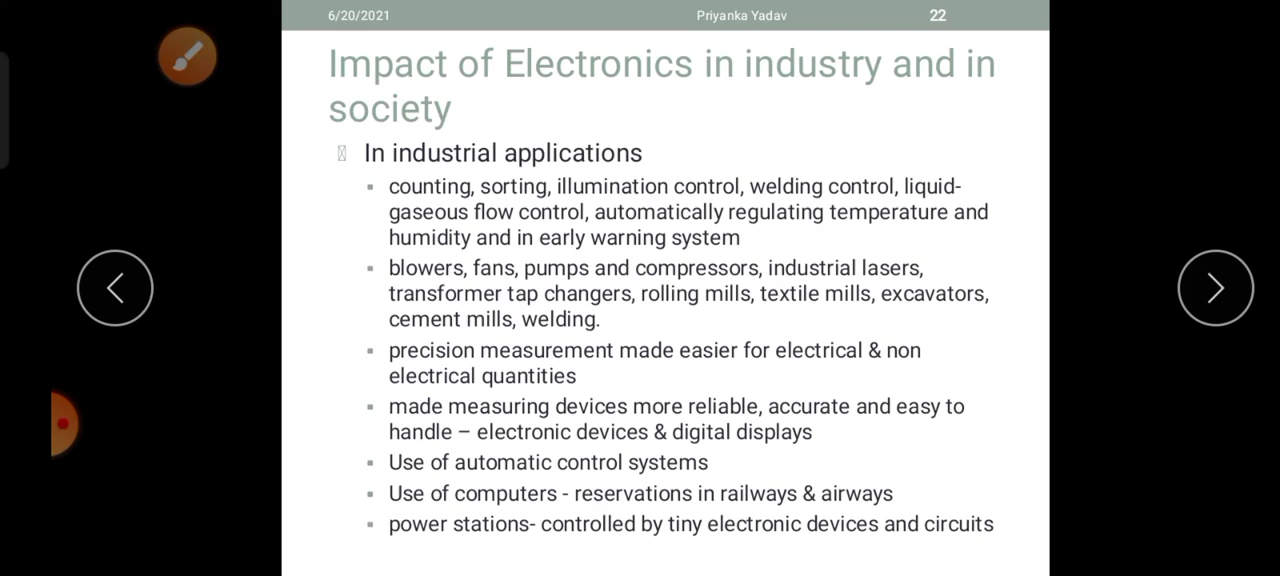 6/20/2021 Priyanka Yadav 22
Impact of Electronics in industry and in
society
In industrial applications
▪ counting, sorting, illumination control, welding control, liquid-
gaseous flow control, automatically regulating temperature and
humidity and in early warning system
▪ blowers, fans, pumps and compressors, industrial lasers,
transformer tap changers, rolling mills, textile mills, excavators,
cement mills, welding.
▪ precision measurement made easier for electrical & non
electrical quantities
▪ made measuring devices more reliable, accurate and easy to
handle – electronic devices & digital displays
▪ Use of automatic control systems
▪ Use of computers - reservations in railways & airways
▪ power stations- controlled by tiny electronic devices and circuits